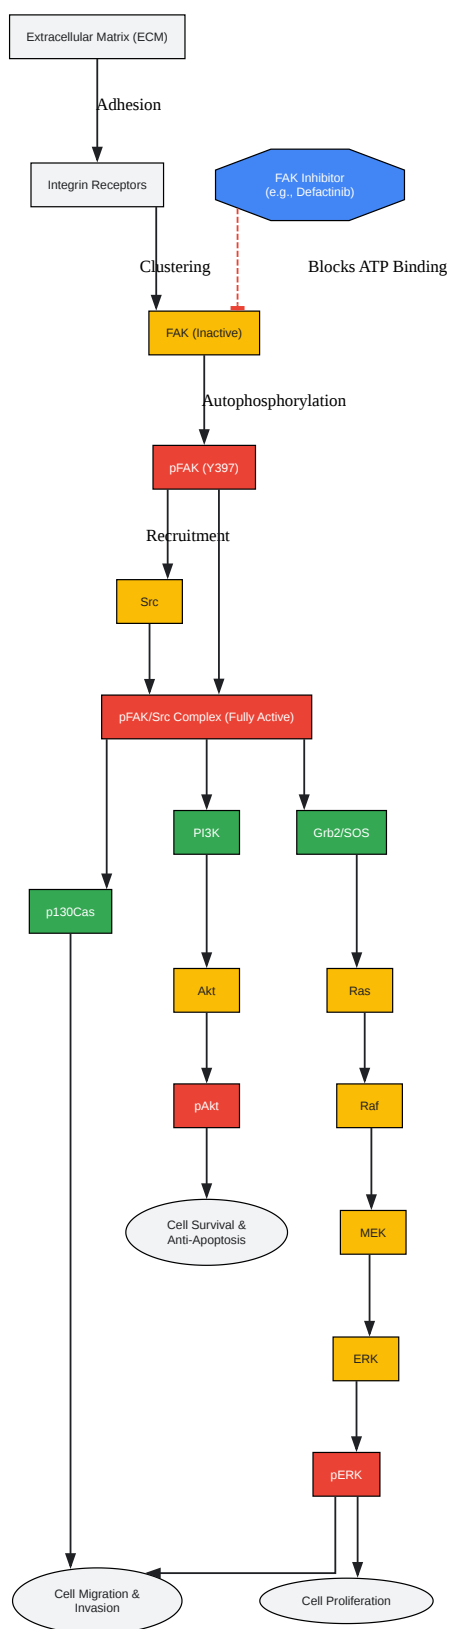 Extracellular Matrix (ECM)
Adhesion
Integrin Receptors
FAK Inhibitor
(e.g., Defactinib)
Clustering
Blocks ATP Binding
FAK (Inactive)
Autophosphorylation
pFAK (Y397)
Recruitment
Src
pFAK/Src Complex (Fully Active)
PI3K
Grb2/SOS
p130Cas
Akt
Ras
pAkt
Raf
Cell Survival &
Anti-Apoptosis
MEK
ERK
pERK
Cell Migration &
Invasion
Cell Proliferation